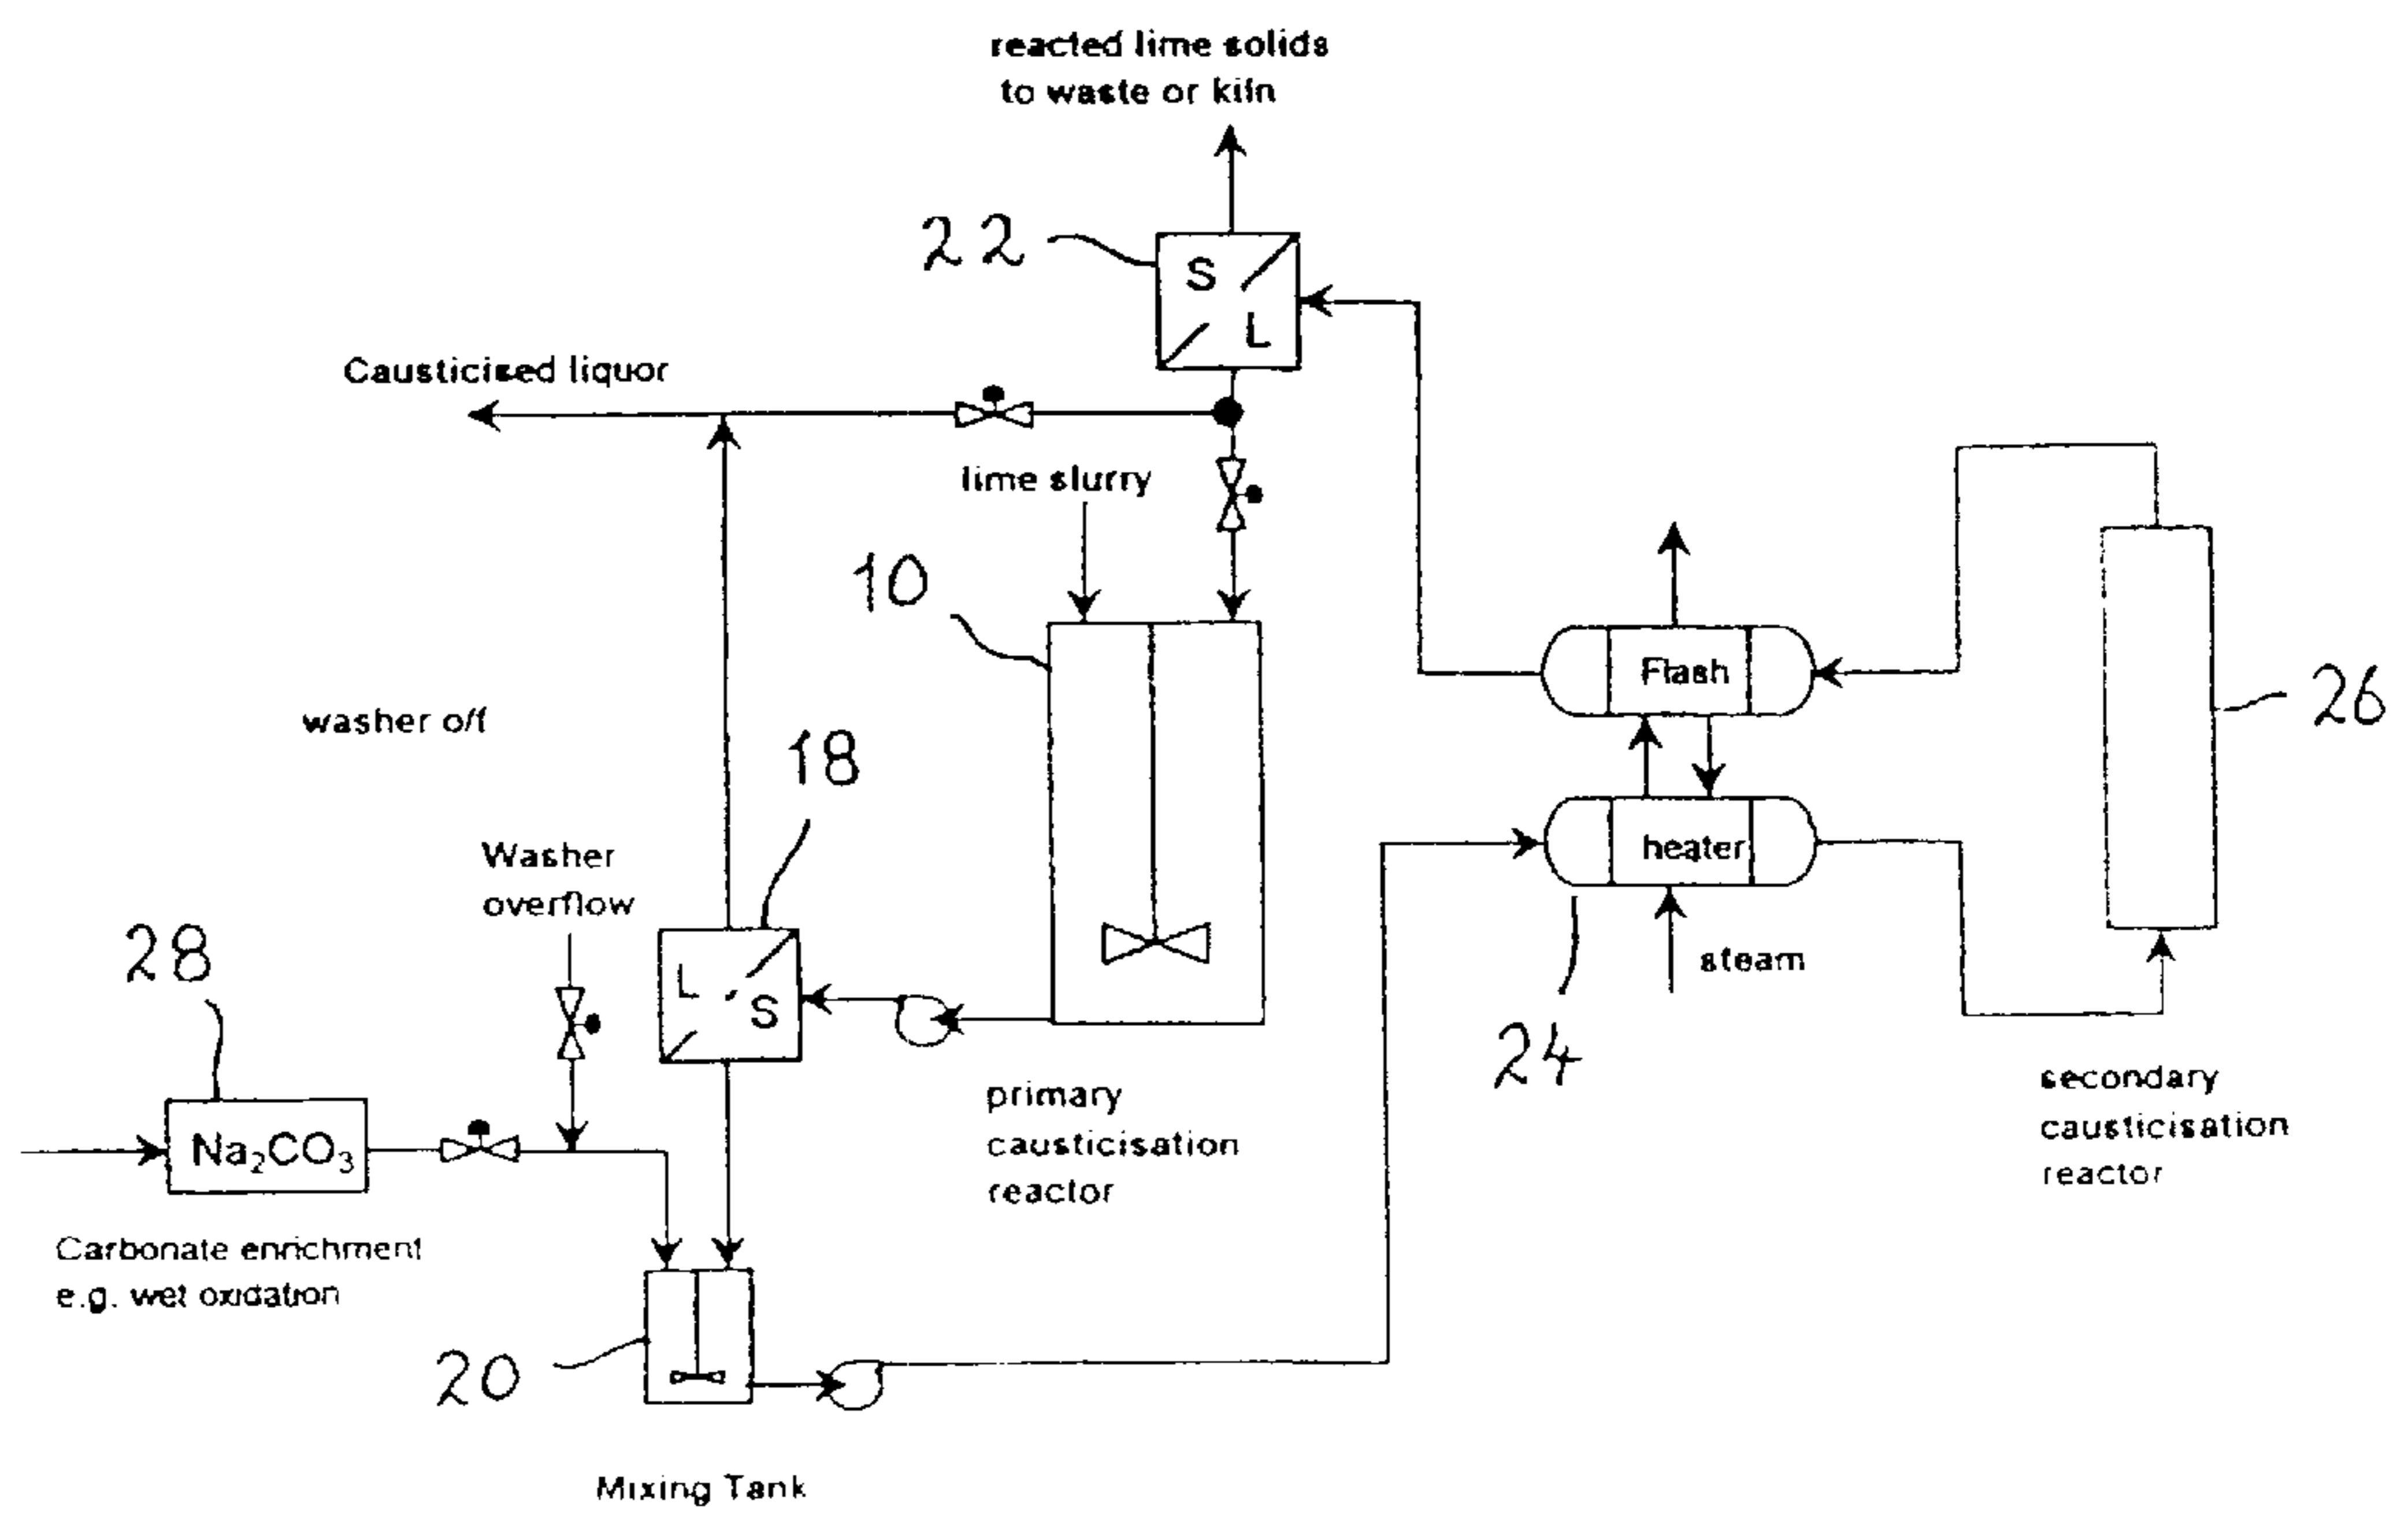 reacted lime solids
to waste or kiln
22
S
L
Causticised liquor
lime slurry
10
Flash
26
washer o/f
18
heater
Washer
overflow
28
L
S
steam
24
primary
causticisation
reactor
secondary
causticisation
reactor
Na₂CO₃
Carbonate enrichment
e.g. wet oxidation
20
Mixing Tank